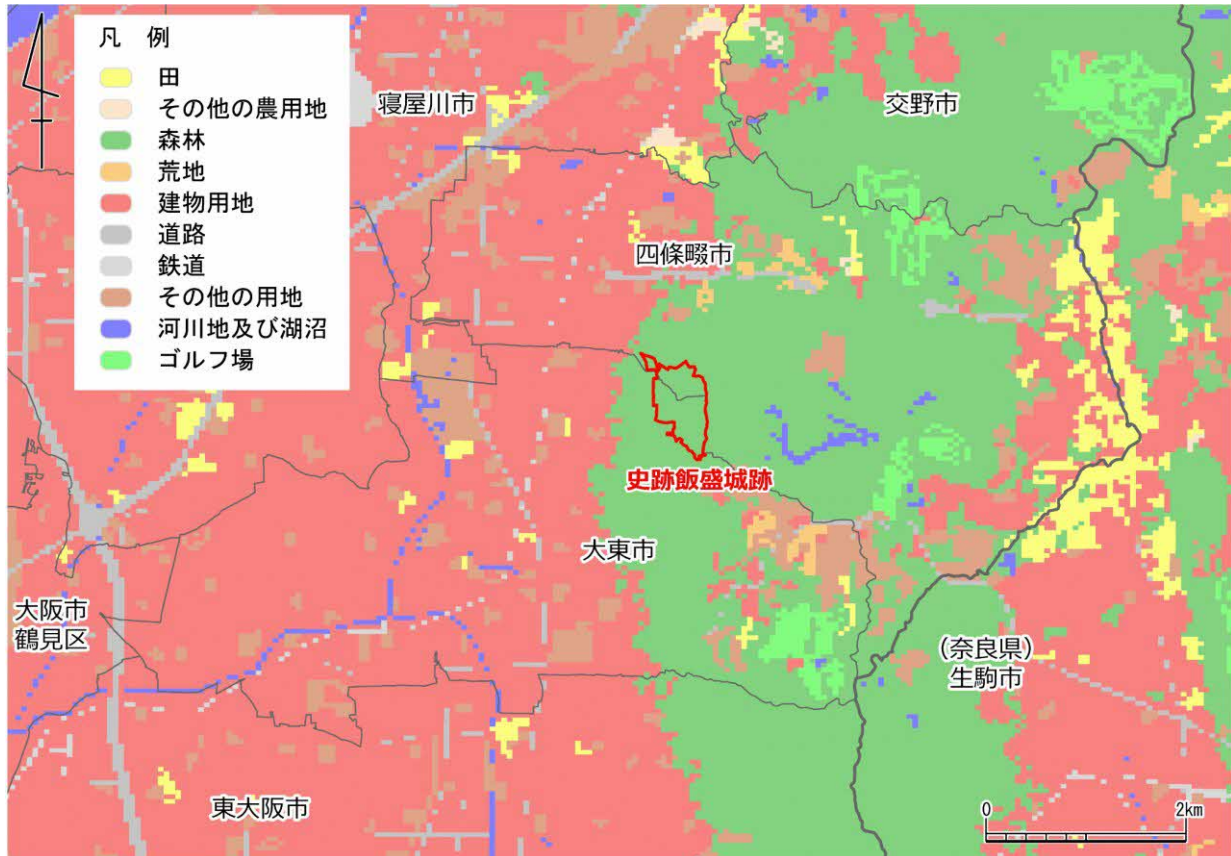 凡 例
田
その他の農用地
森林
荒地
建物用地
道路
鉄道
その他の用地
河川地及び湖沼
ゴルフ場
寝屋川市
交野市
四條畷市
史跡飯盛城跡
大東市
大阪市
鶴見区
(奈良県)
生駒市
東大阪市
0 2km